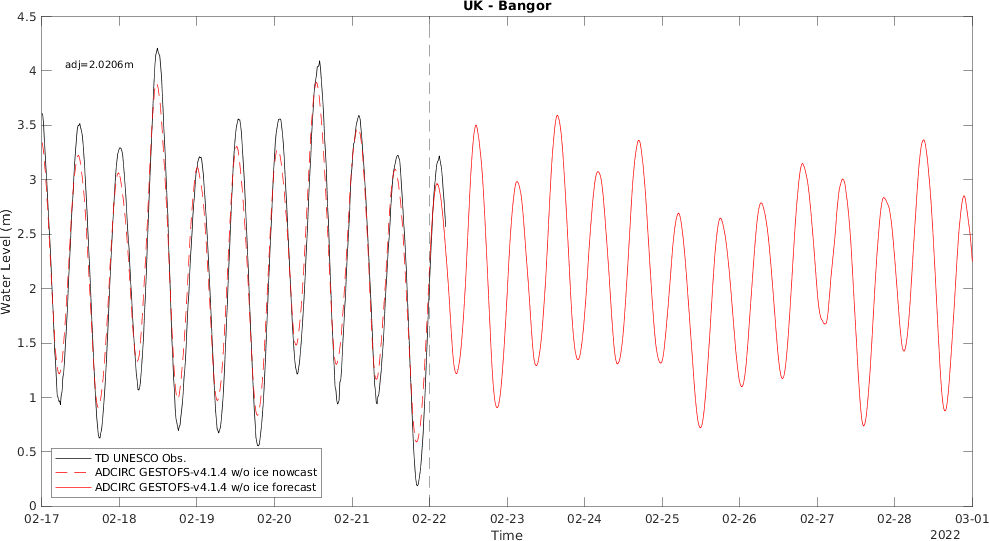 UK - Bangor
4.5
4
3.5
3
2.5
2
1.5
1
0.5
0
Water Level (m)
adj=2.0206m
TD UNESCO Obs.
ADCIRC GESTOFS-v4.1.4 w/o ice nowcast
ADCIRC GESTOFS-v4.1.4 w/o ice forecast
02-17 02-18 02-19 02-20 02-21 02-22 02-23 02-24 02-25 02-26 02-27 02-28 03-01
Time
2022